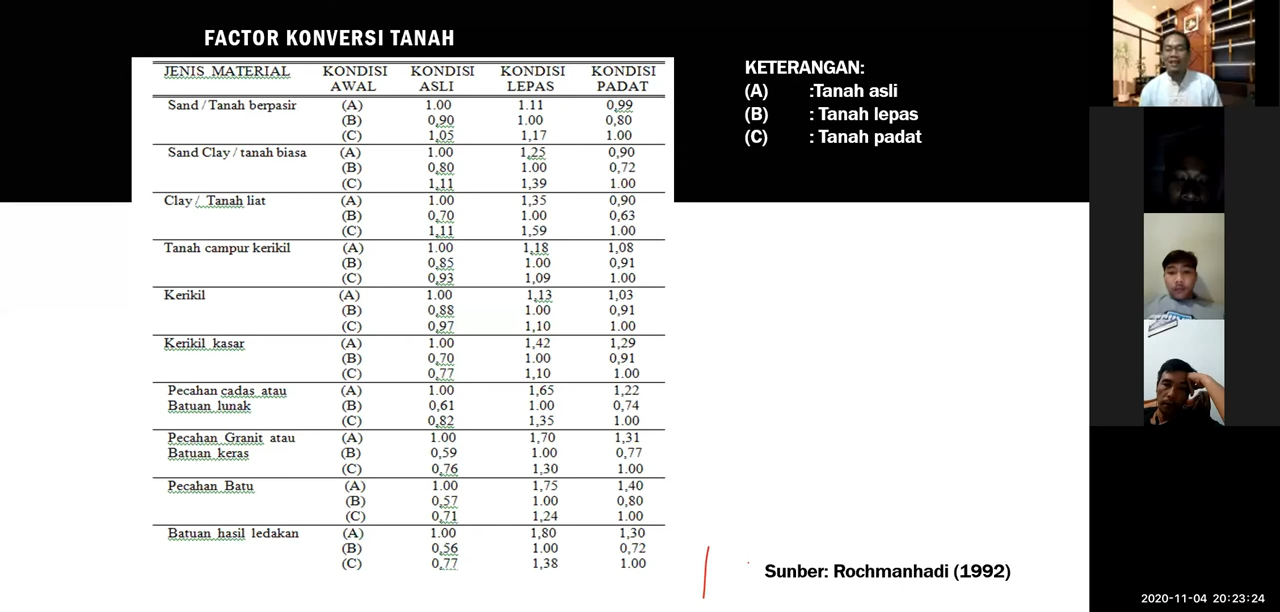 FACTOR KONVERSI TANAH
JENIS MATERIAL KONDISI AWAL KONDISI ASLI KONDISI LEPAS KONDISI PADAT
Sand / Tanah berpasir (A) 1.00 1.11 0,99
(B) 0,90 1.00 0,80
(C) 1,05 1,17 1.00
Sand Clay / tanah biasa (A) 1.00 1,25 0,90
(B) 0,80 1.00 0,72
(C) 1,11 1,39 1.00
Clay / Tanah liat (A) 1.00 1,35 0,90
(B) 0,70 1.00 0,63
(C) 1,11 1,59 1.00
Tanah campur kerikil (A) 1.00 1,18 1,08
(B) 0,85 1.00 0,91
(C) 0,93 1,09 1.00
Kerikil (A) 1.00 1,13 1,03
(B) 0,88 1.00 0,91
(C) 0,97 1,10 1.00
Kerikil kasar (A) 1.00 1,42 1,29
(B) 0,70 1.00 0,91
(C) 0,77 1,10 1.00
Pecahan cadas atau (A) 1.00 1,65 1,22
Batuan lunak (B) 0,61 1.00 0,74
(C) 0,82 1,35 1.00
Pecahan Granit atau (A) 1.00 1,70 1,31
Batuan keras (B) 0,59 1.00 0,77
(C) 0,76 1,30 1.00
Pecahan Batu (A) 1.00 1,75 1,40
(B) 0,57 1.00 0,80
(C) 0,71 1,24 1.00
Batuan hasil ledakan (A) 1.00 1,80 1,30
(B) 0,56 1.00 0,72
(C) 0,77 1,38 1.00
KETERANGAN:
(A) :Tanah asli
(B) : Tanah lepas
(C) : Tanah padat
Sunber: Rochmanhadi (1992)
2020-11-04 20:23:24